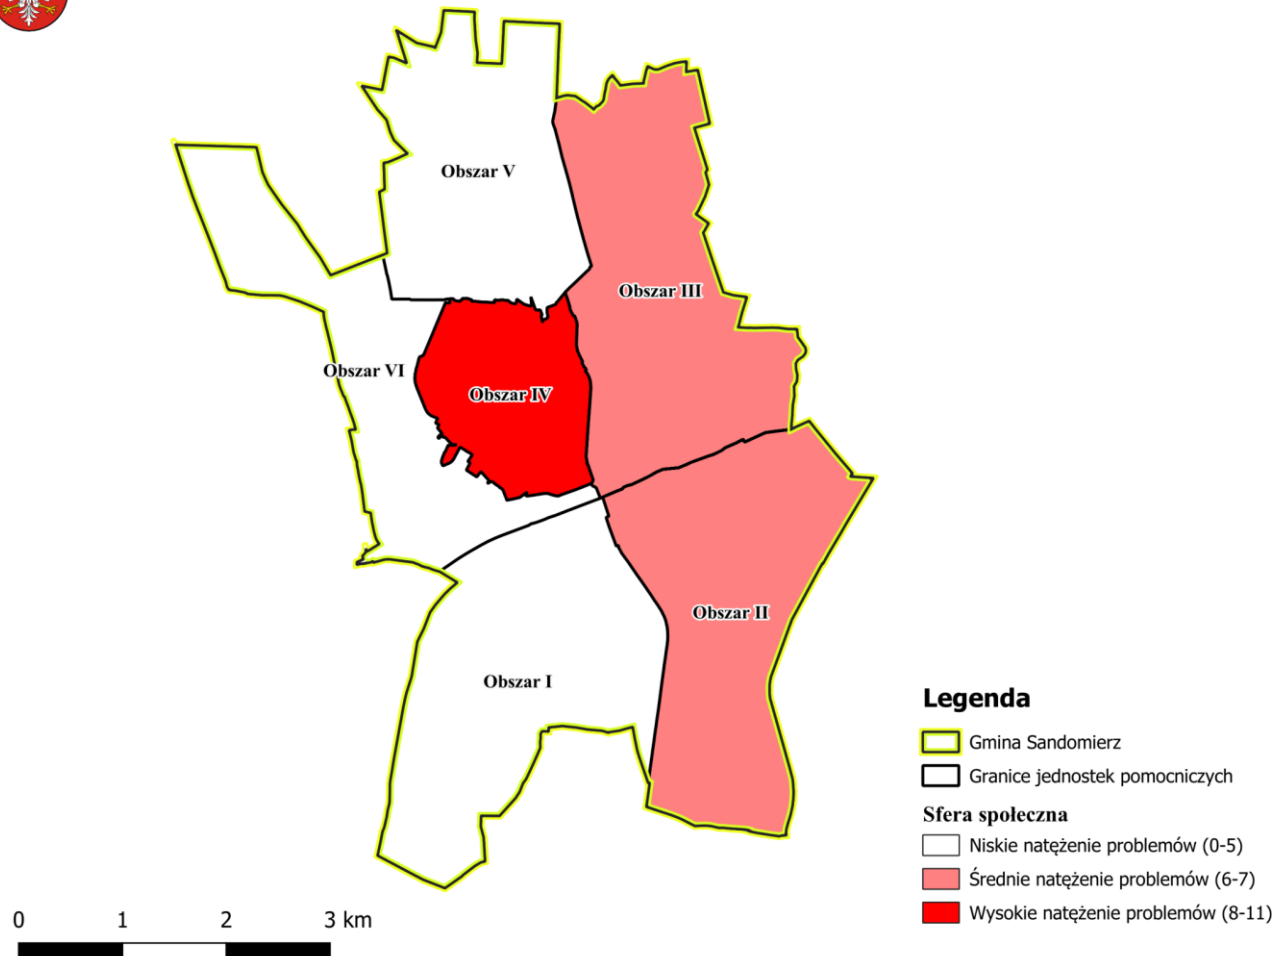 Obszar V
Obszar III
Obszar VI
Obszar IV
Obszar II
Obszar I
Legenda
Gmina Sandomierz
Granice jednostek pomocniczych
Sfera społeczna
Niskie natężenie problemów (0-5)
Średnie natężenie problemów (6-7)
Wysokie natężenie problemów (8-11)
0 1 2 3 km